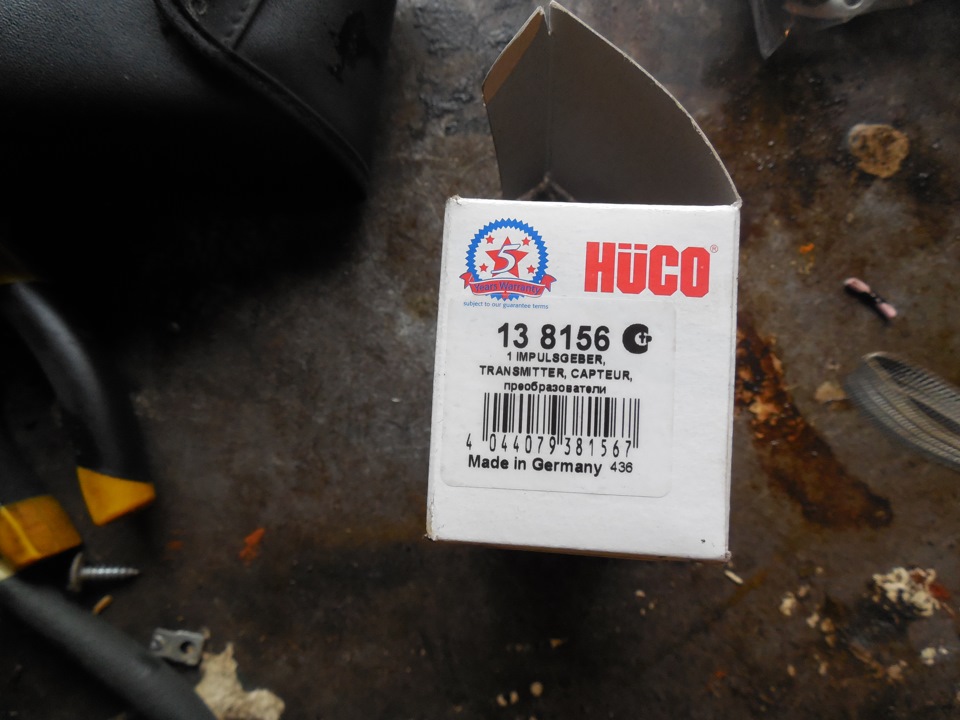 5
Years Warranty
subject to our guarantee terms
HÜCO®
13 8156
1 IMPULSGEBER,
TRANSMITTER, CAPTEUR,
преобразователи
4 044079 381567
Made in Germany 436